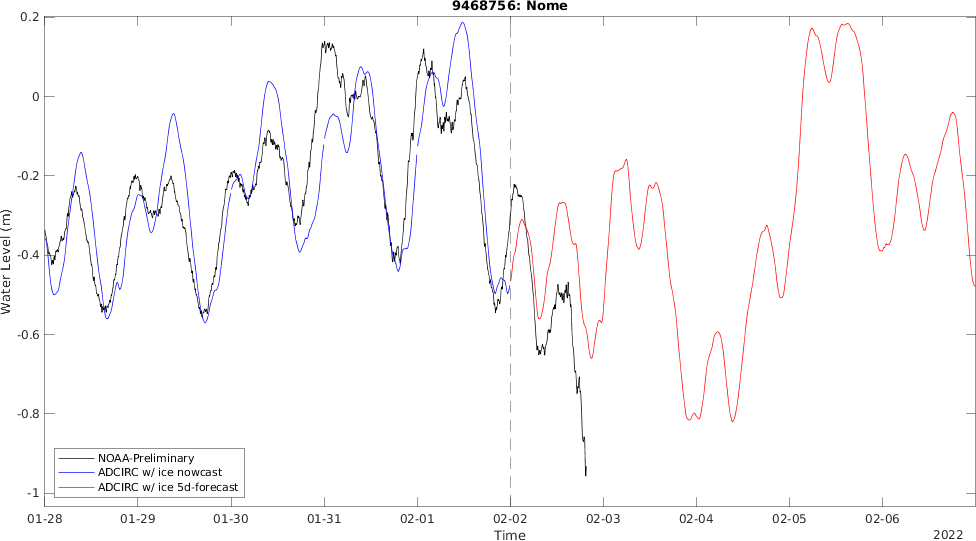 9468756: Nome
0.2
0
-0.2
-0.4
-0.6
-0.8
-1
Water Level (m)
NOAA-Preliminary
ADCIRC w/ ice nowcast
ADCIRC w/ ice 5d-forecast
01-28 01-29 01-30 01-31 02-01 02-02 02-03 02-04 02-05 02-06
Time
2022